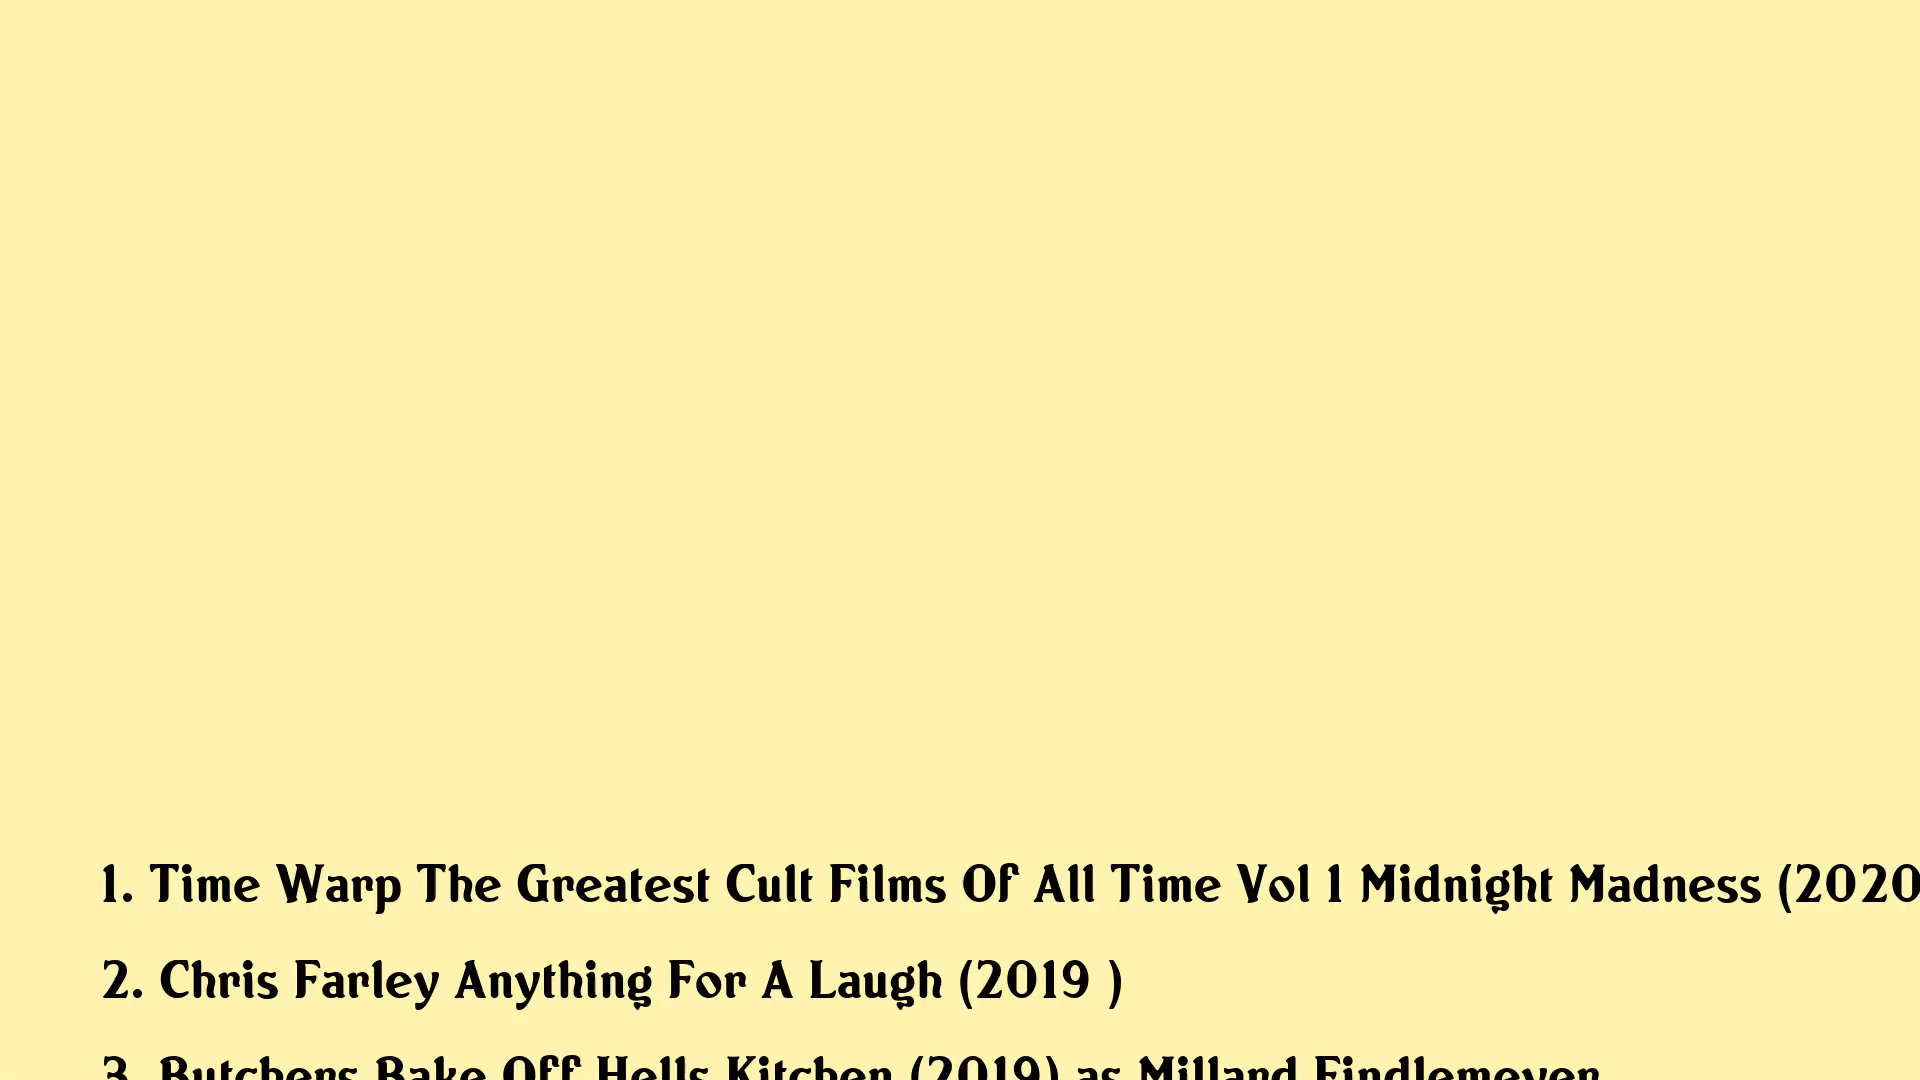 1. Time Warp The Greatest Cult Films Of All Time Vol 1 Midnight Madness (2020
2. Chris Farley Anything For A Laugh (2019 )
3. Butchers Bake Off Hells Kitchen (2019) as Millard Findlemeyer